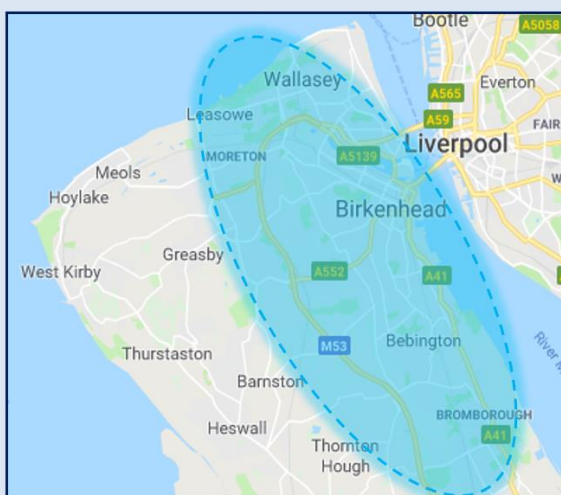 Bootle
A5058
Wallasey
Everton
A565
A59
Leasowe
FAIR
Liverpool
MORETON
A5139
Meols
Hoylake
Birkenhead
Greasby
West Kirby
A552
A41
M53
Bebington
River
Thurstaston
Barnston
BROMBOROUGH
Heswall
A41
Thornton
Hough